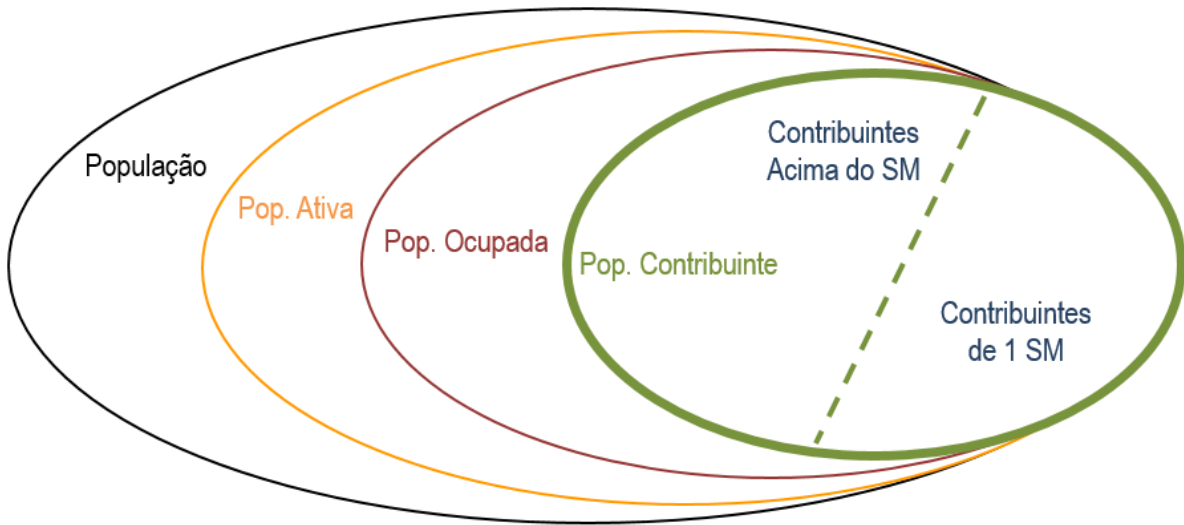 População
Pop. Ativa
Pop. Ocupada
Pop. Contribuinte
Contribuintes
Acima do SM
Contribuintes
de 1 SM